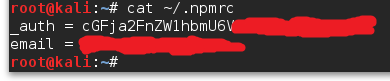 root@kali:~# cat ~/.npmrc
_auth = cGFja2FnZW1hbmU6V
email =
root@kali:~#